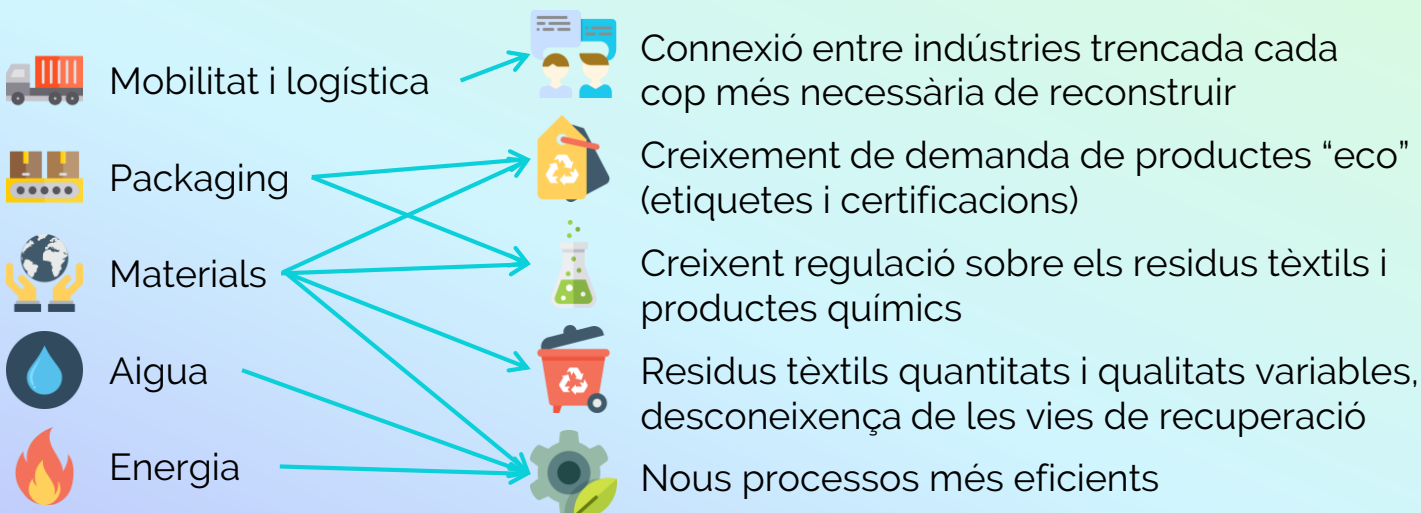 Mobilitat i logística
Packaging
Materials
Aigua
Energia
Connexió entre indústries trencada cada
cop més necessària de reconstruir
Creixement de demanda de productes “eco”
(etiquetes i certificacions)
Creixent regulació sobre els residus tèxtils i
productes químics
Residus tèxtils quantitats i qualitats variables,
desconeixença de les vies de recuperació
Nous processos més eficients